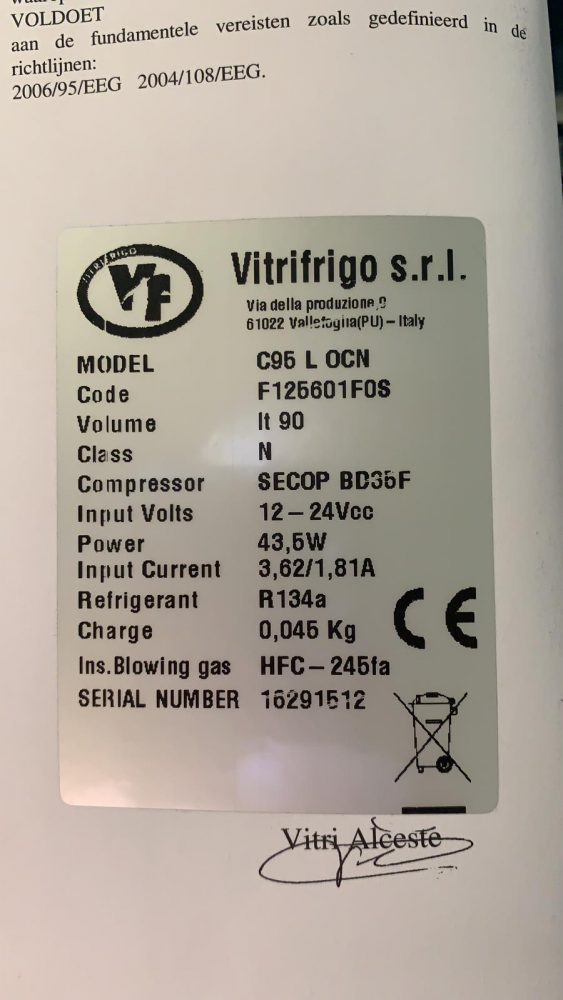 VOLDOET
aan de fundamentele vereisten zoals gedefinieerd in de
richtlijnen:
2006/95/EEG 2004/108/EEG.
VITRIFRIGO
VF
Vitrifrigo s.r.l.
Via della produzione,9
61022 Vallefoglia(PU) – Italy
MODEL C95 L OCN
Code F125601F0S
Volume lt 90
Class N
Compressor SECOP BD35F
Input Volts 12 – 24Vcc
Power 43,5W
Input Current 3,62/1,81A
Refrigerant R134a
Charge 0,045 Kg
CE
Ins.Blowing gas HFC – 245fa
SERIAL NUMBER 16291512
Vitri Alceste